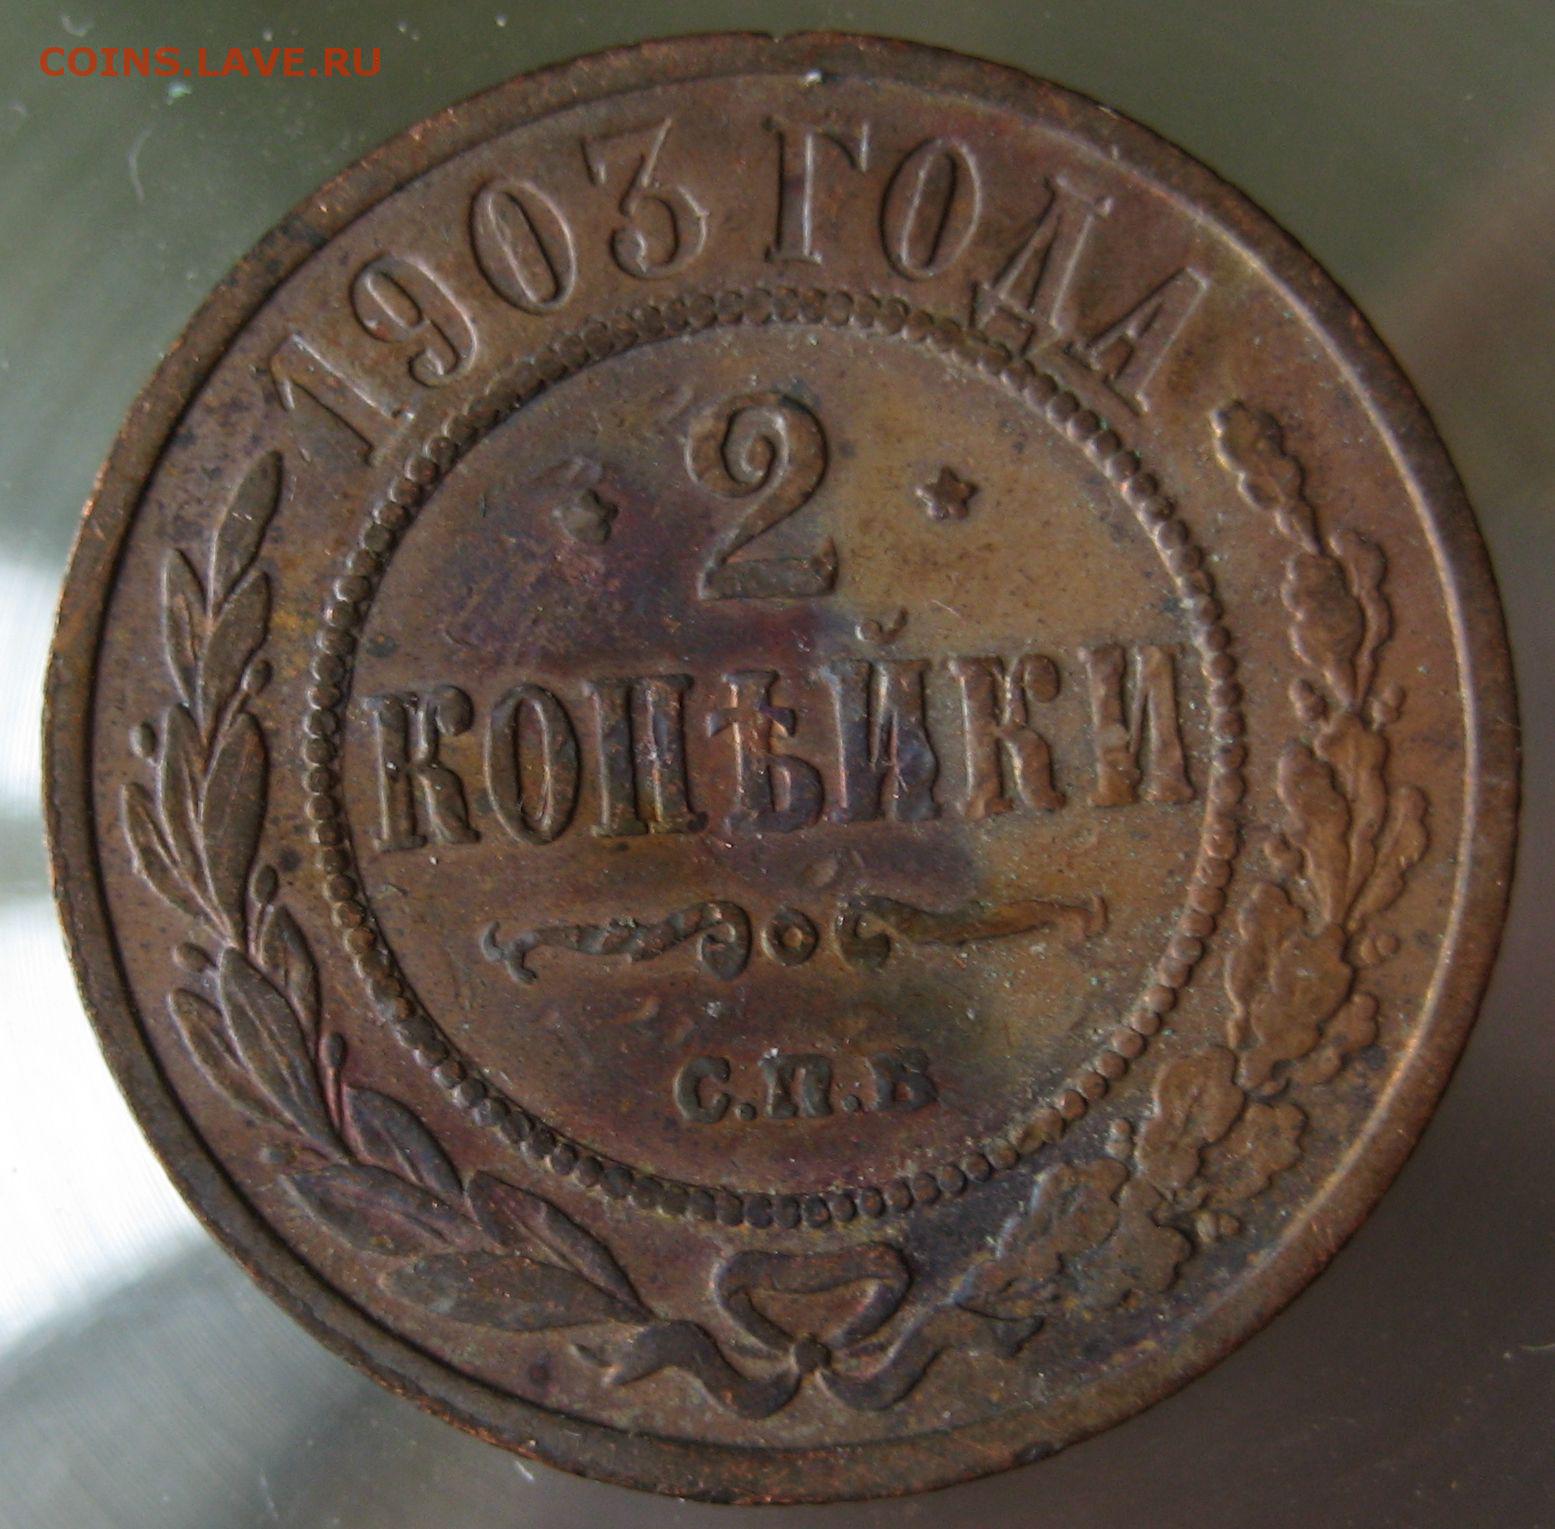 COINS.LAVE.RU
1903 ГОДА
2
КОПѢЙКИ
С.П.Б